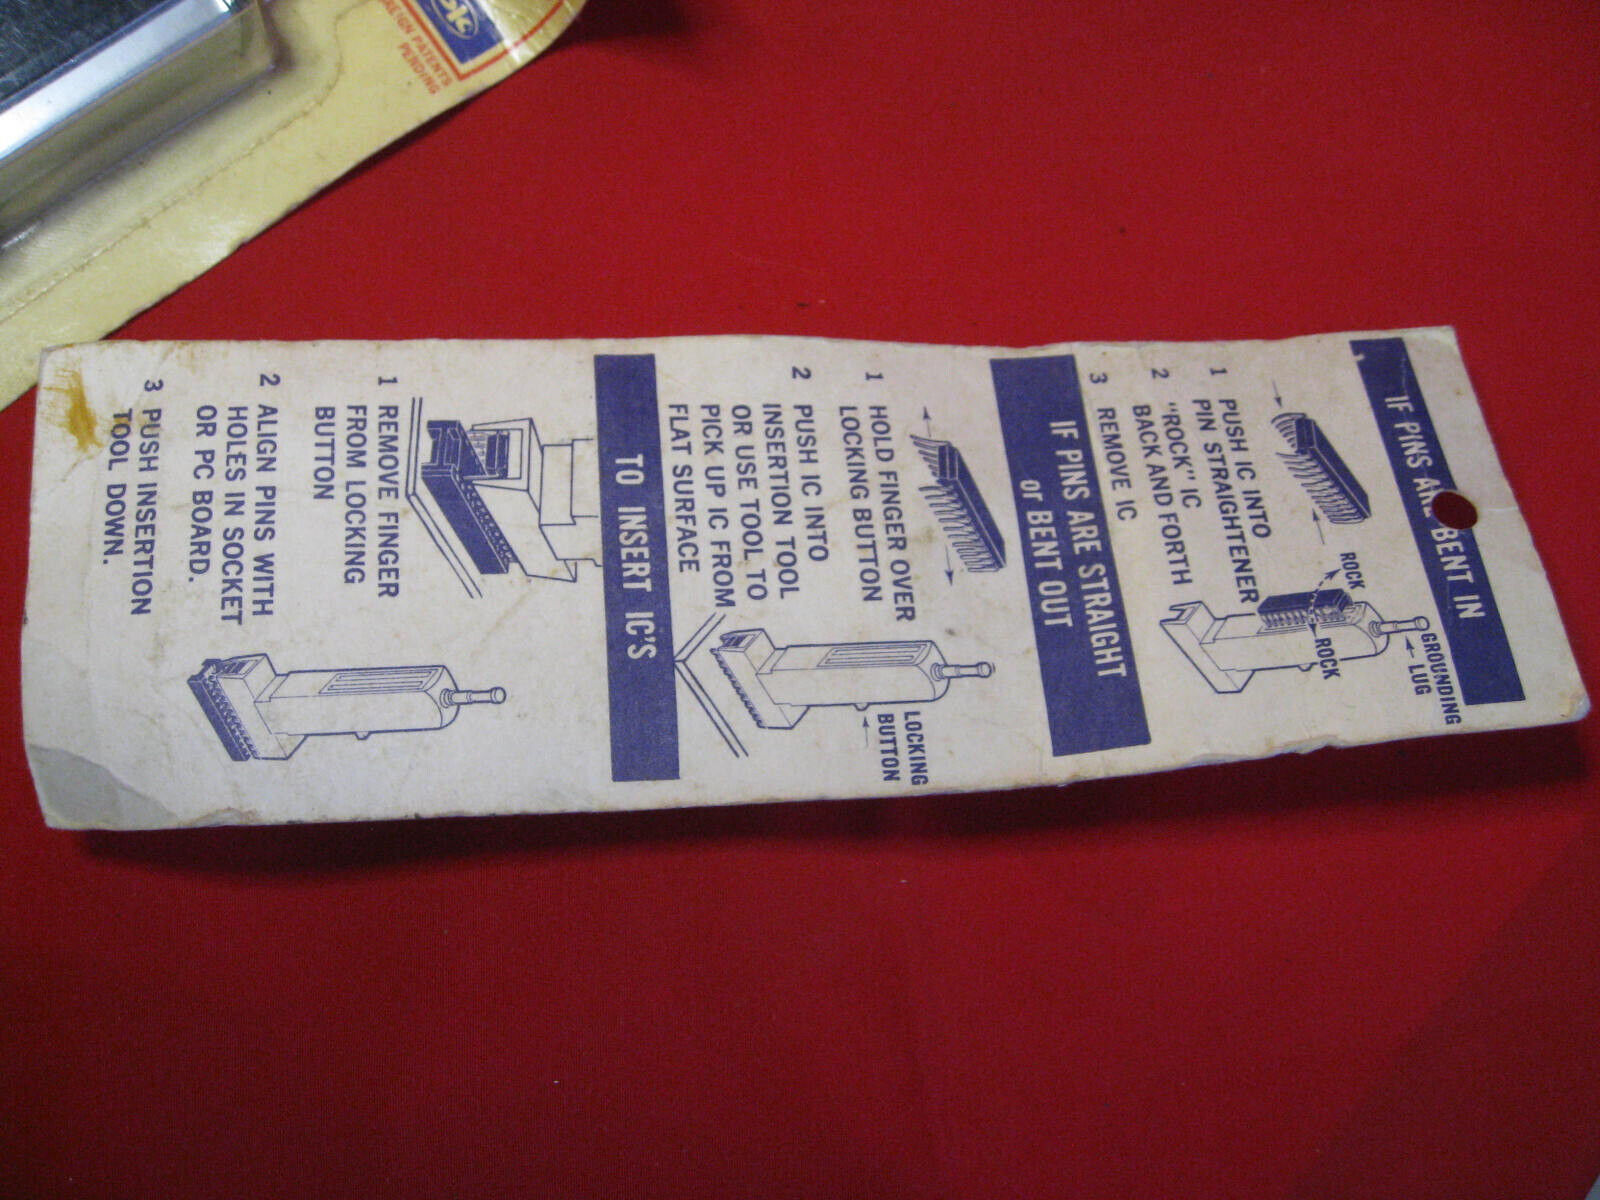 IF PINS ARE BENT IN
1 PUSH IC INTO
PIN STRAIGHTENER
2 "ROCK" IC
BACK AND FORTH
3 REMOVE IC
ROCK
ROCK
GROUNDING
LUG
IF PINS ARE STRAIGHT
or BENT OUT
1 HOLD FINGER OVER
LOCKING BUTTON
2 PUSH IC INTO
INSERTION TOOL
OR USE TOOL TO
PICK UP IC FROM
FLAT SURFACE
LOCKING
BUTTON
TO INSERT IC'S
1 REMOVE FINGER
FROM LOCKING
BUTTON
2 ALIGN PINS WITH
HOLES IN SOCKET
OR PC BOARD.
3 PUSH INSERTION
TOOL DOWN.
PATENTS
PENDING